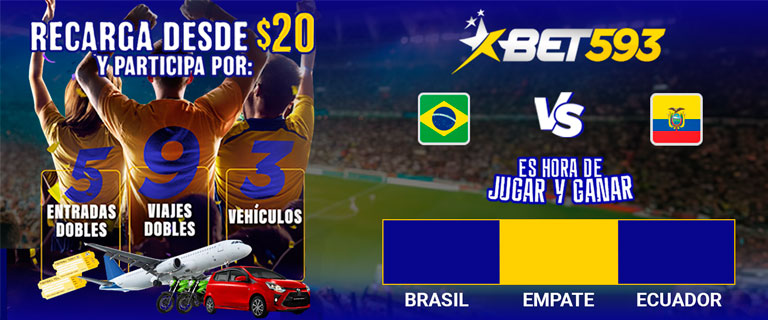 RECARGA DESDE $20
Y PARTICIPA POR:
5 9 3
ENTRADAS DOBLES
VIAJES DOBLES
VEHÍCULOS
XBET593
VS
ES HORA DE
JUGAR Y GANAR
BRASIL EMPATE ECUADOR